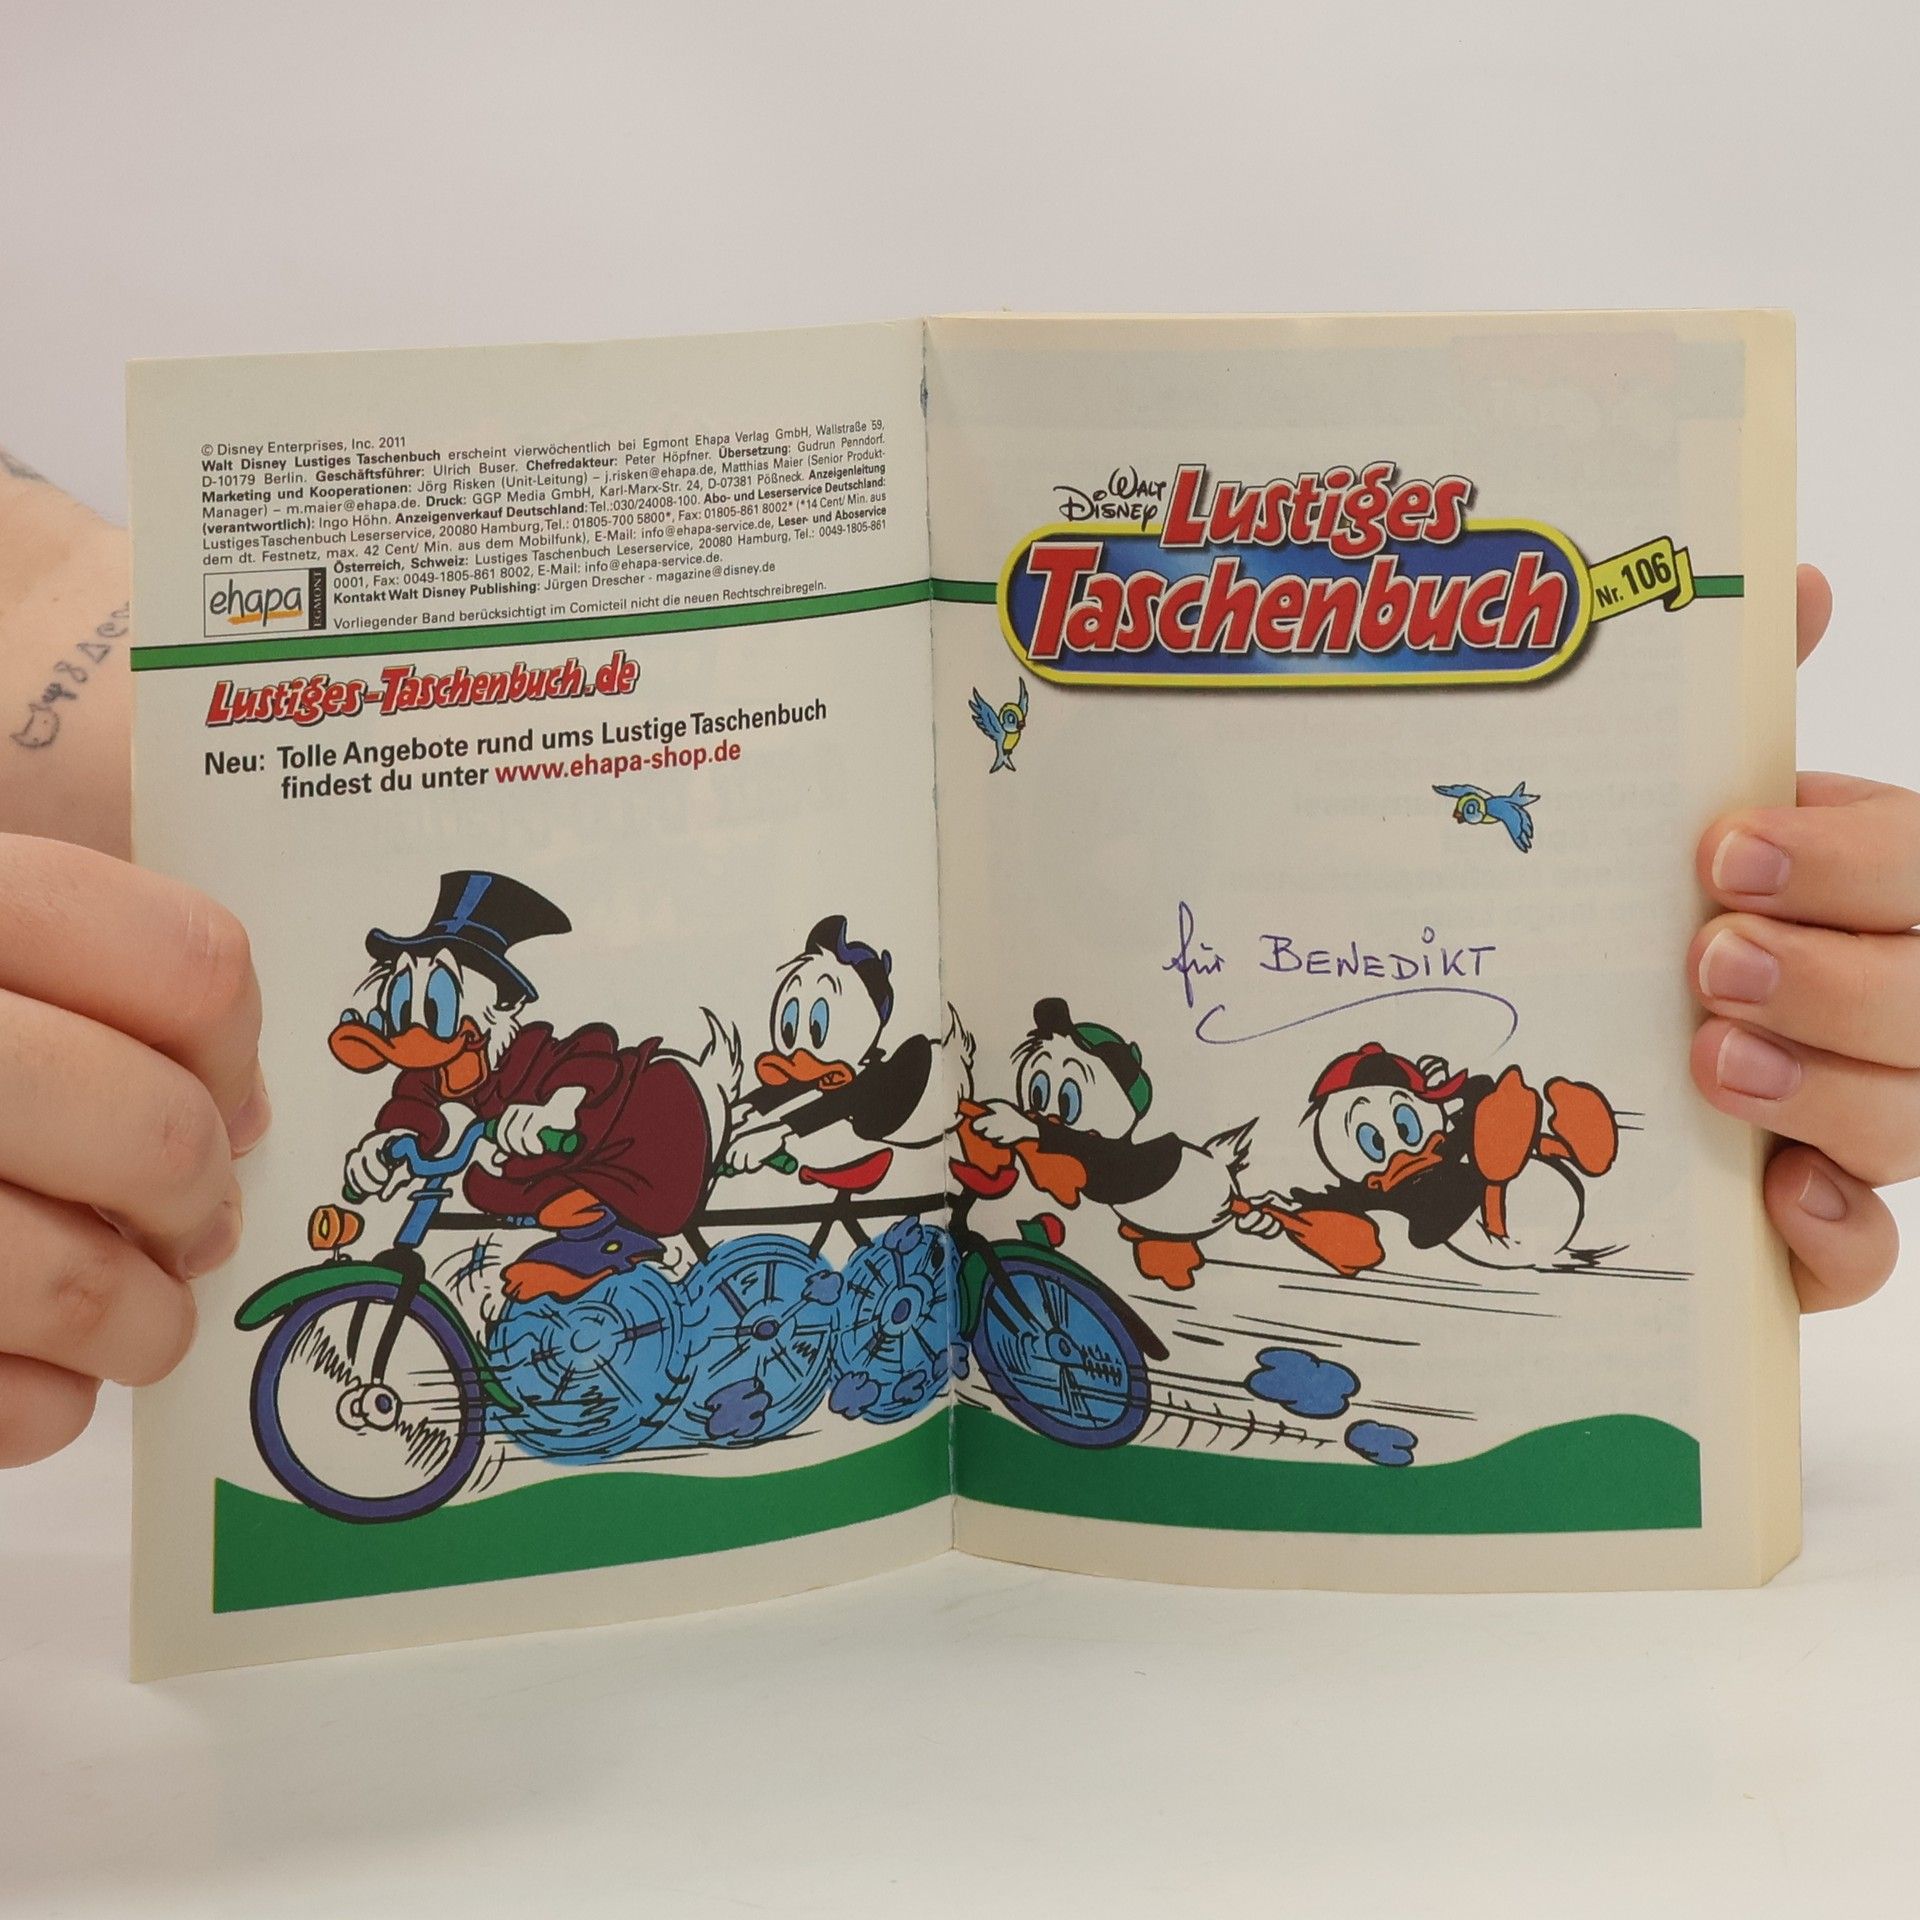 © Disney Enterprises, Inc. 2011
Walt Disney Lustiges Taschenbuch erscheint vierwöchentlich bei Egmont Ehapa Verlag GmbH, Wallstraße 59,
D-10179 Berlin. Geschäftsführer: Ulrich Buser. Chefredakteur: Peter Höpfner. Übersetzung: Gudrun Penndorf.
Marketing und Kooperationen: Jörg Risken (Unit-Leitung) – j.risken@ehapa.de, Matthias Maier (Senior Produkt-
Manager) – m.maier@ehapa.de. Druck: GGP Media GmbH, Karl-Marx-Str. 24, D-07381 Pößneck. Anzeigenleitung
(verantwortlich): Ingo Höhn. Anzeigenverkauf Deutschland: Tel.:030/24008-100. Abo- und Leserservice Deutschland:
Lustiges Taschenbuch Leserservice, 20080 Hamburg, Tel.: 01805-700 5800*, Fax: 01805-861 8002* (*14 Cent/ Min. aus
dem dt. Festnetz, max. 42 Cent/ Min. aus dem Mobilfunk), E-Mail: info@ehapa-service.de, Leser- und Aboservice
Österreich, Schweiz: Lustiges Taschenbuch Leserservice, 20080 Hamburg, Tel.: 0049-1805-861
0001, Fax: 0049-1805-861 8002, E-Mail: info@ehapa-service.de.
Kontakt Walt Disney Publishing: Jürgen Drescher - magazine@disney.de
Vorliegender Band berücksichtigt im Comicteil nicht die neuen Rechtschreibregeln.
ehapa
EGMONT
Lustiges-Taschenbuch.de
Neu: Tolle Angebote rund ums Lustige Taschenbuch
findest du unter www.ehapa-shop.de
Walt
Disney
Lustiges
Taschenbuch
Nr. 106
für BENEDIKT